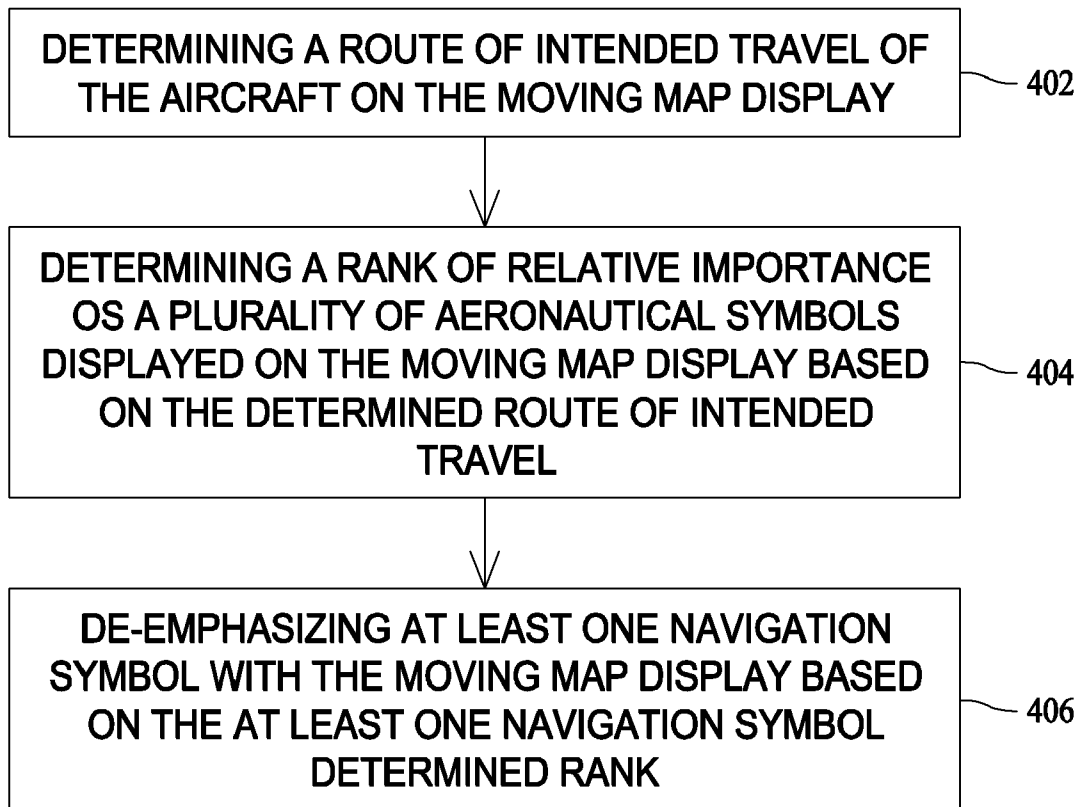 DETERMINING A ROUTE OF INTENDED TRAVEL OF
THE AIRCRAFT ON THE MOVING MAP DISPLAY
402
DETERMINING A RANK OF RELATIVE IMPORTANCE
OS A PLURALITY OF AERONAUTICAL SYMBOLS
DISPLAYED ON THE MOVING MAP DISPLAY BASED
ON THE DETERMINED ROUTE OF INTENDED
TRAVEL
404
DE-EMPHASIZING AT LEAST ONE NAVIGATION
SYMBOL WITH THE MOVING MAP DISPLAY BASED
ON THE AT LEAST ONE NAVIGATION SYMBOL
DETERMINED RANK
406